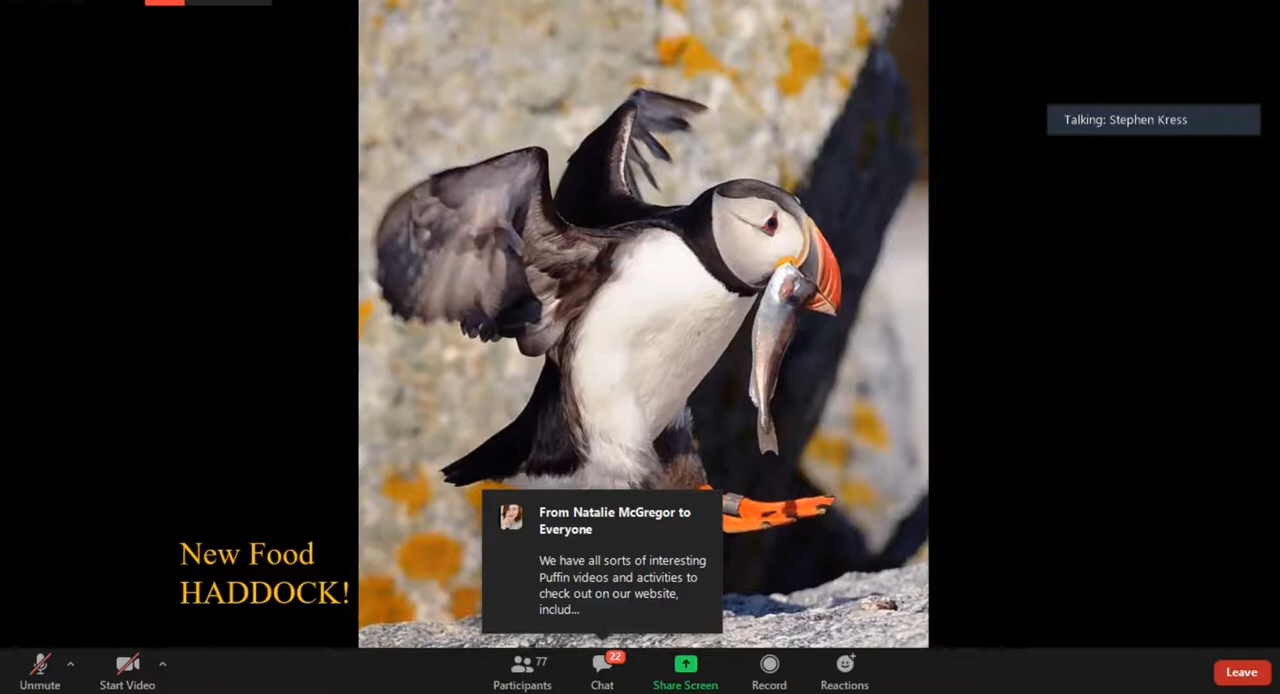 Talking: Stephen Kress
New Food
HADDOCK!
From Natalie McGregor to
Everyone
We have all sorts of interesting
Puffin videos and activities to
check out on our website,
includ...
Unmute
Start Video
77
Participants
22
Chat
Share Screen
Record
Reactions
Leave